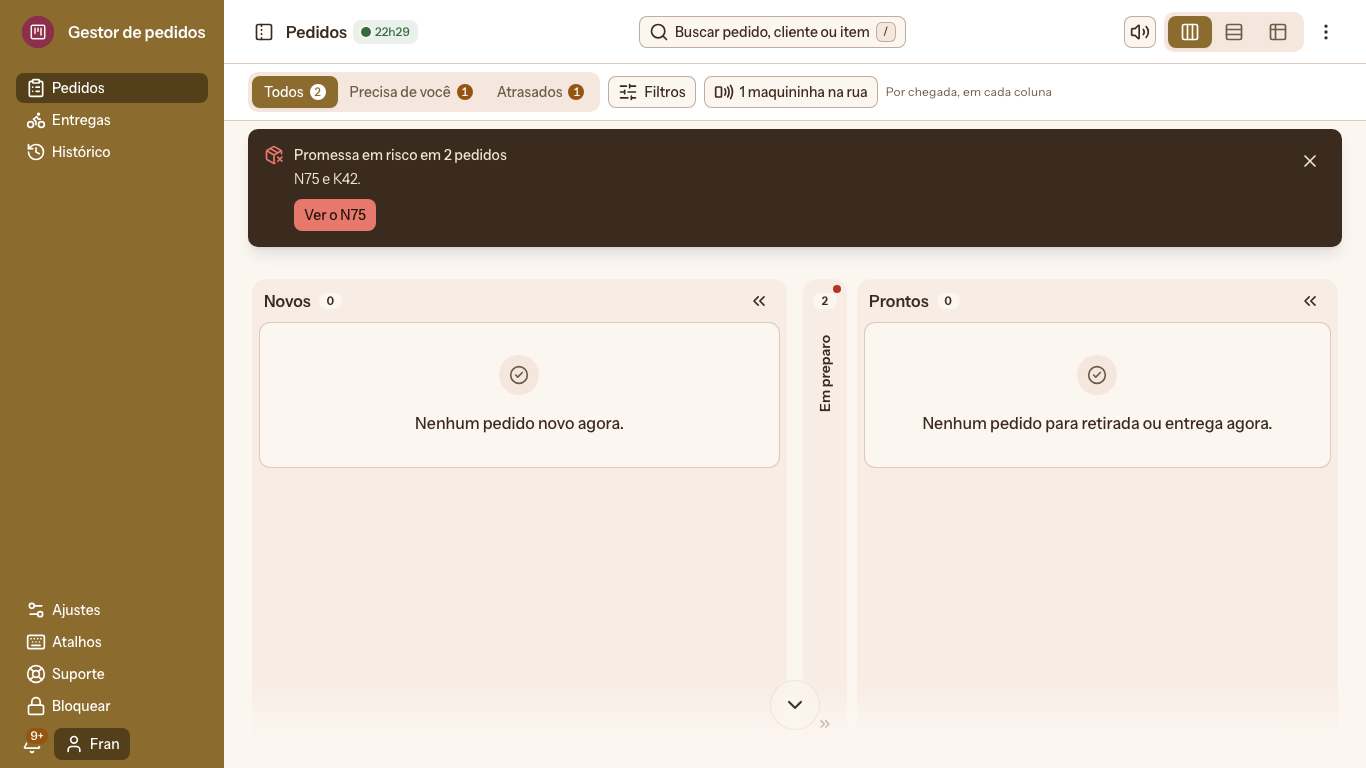 Gestor de pedidos
Pedidos
Entregas
Histórico
Ajustes
Atalhos
Suporte
Bloquear
9+
Fran
Pedidos
22h29
Buscar pedido, cliente ou item
/
Todos 2
Precisa de você 1
Atrasados 1
Filtros
1 maquininha na rua
Por chegada, em cada coluna
Promessa em risco em 2 pedidos
N75 e K42.
Ver o N75
Novos 0
Nenhum pedido novo agora.
2
Em preparo
Prontos 0
Nenhum pedido para retirada ou entrega agora.